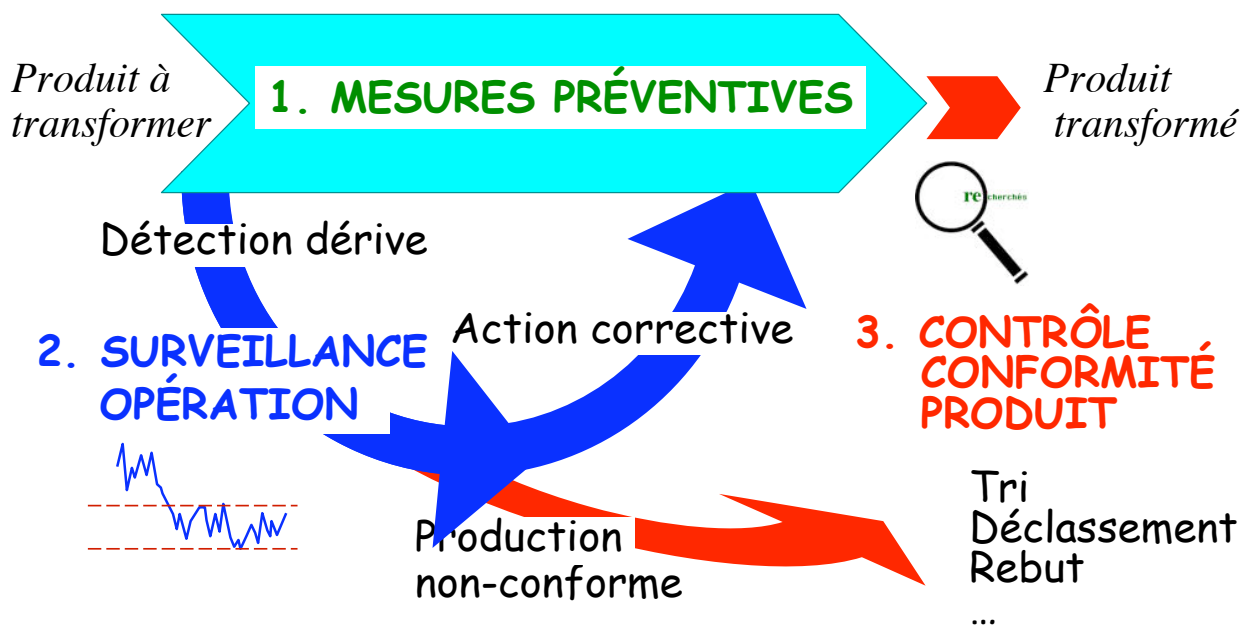 Produit à
transformer
1. MESURES PRÉVENTIVES
Produit
transformé
recherchés
Détection dérive
2. SURVEILLANCE
OPÉRATION
Action corrective
3. CONTRÔLE
CONFORMITÉ
PRODUIT
Production
non-conforme
Tri
Déclassement
Rebut
…